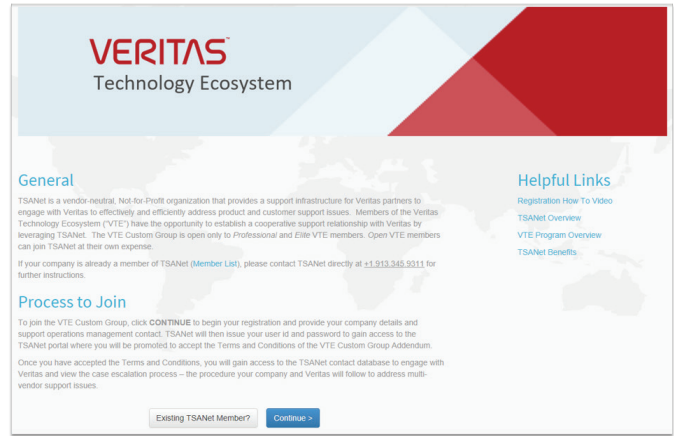 VERITAS™
Technology Ecosystem
General
TSANet is a vendor-neutral, Not-for-Profit organization that provides a support infrastructure for Veritas partners to
engage with Veritas to effectively and efficiently address product and customer support issues. Members of the Veritas
Technology Ecosystem ("VTE") have the opportunity to establish a cooperative support relationship with Veritas by
leveraging TSANet. The VTE Custom Group is open only to Professional and Elite VTE members. Open VTE members
can join TSANet at their own expense.
If your company is already a member of TSANet (Member List), please contact TSANet directly at +1.913.345.9311 for
further instructions.
Process to Join
To join the VTE Custom Group, click CONTINUE to begin your registration and provide your company details and
support operations management contact. TSANet will then issue your user id and password to gain access to the
TSANet portal where you will be promoted to accept the Terms and Conditions of the VTE Custom Group Addendum.
Once you have accepted the Terms and Conditions, you will gain access to the TSANet contact database to engage with
Veritas and view the case escalation process – the procedure your company and Veritas will follow to address multi-
vendor support issues.
Existing TSANet Member? Continue >
Helpful Links
Registration How To Video
TSANet Overview
VTE Program Overview
TSANet Benefits